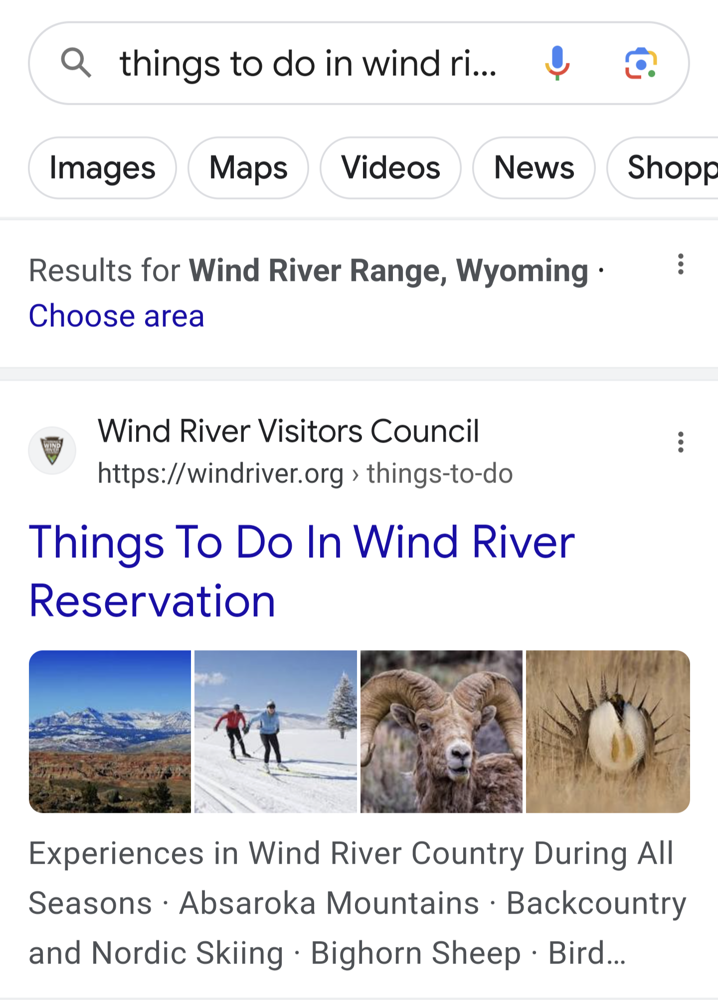 things to do in wind ri...
Images Maps Videos News Shopp
Results for Wind River Range, Wyoming ·
Choose area
Wind River Visitors Council
WIND
https://windriver.org › things-to-do
Things To Do In Wind River
Reservation
Experiences in Wind River Country During All
Seasons · Absaroka Mountains · Backcountry
and Nordic Skiing · Bighorn Sheep · Bird...